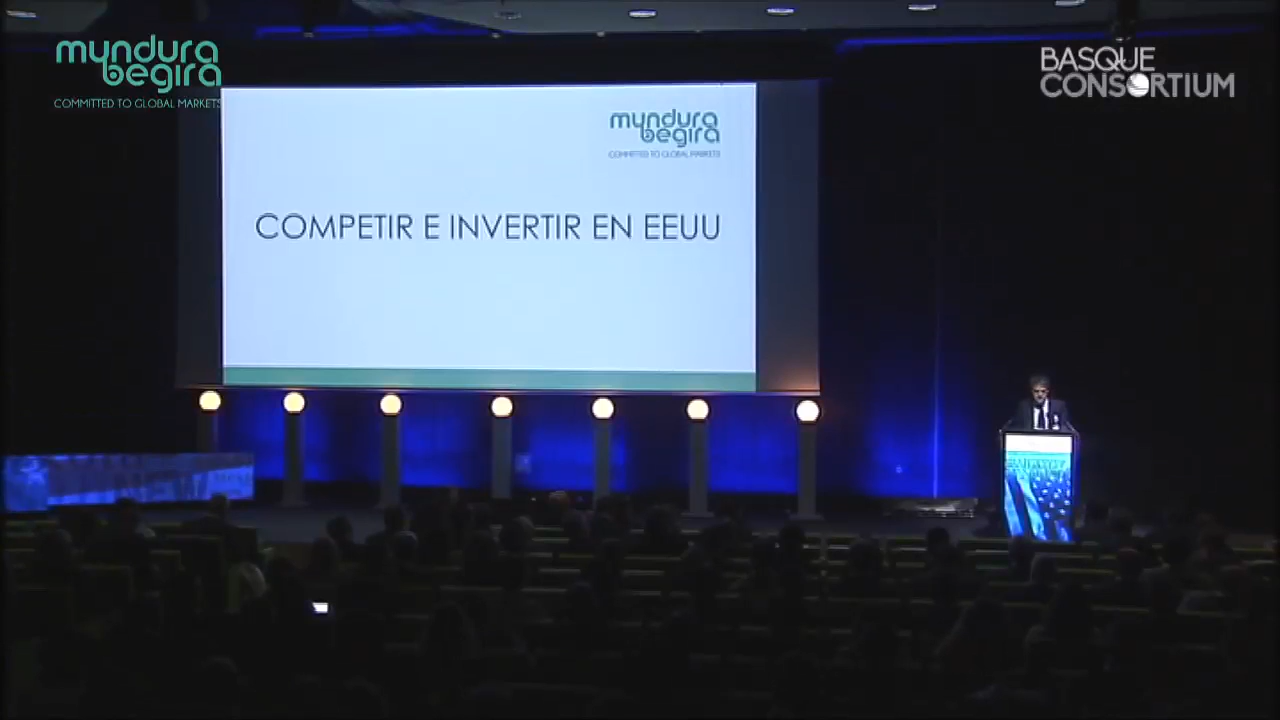 mundura
begira
COMMITTED TO GLOBAL MARKETS
BASQUE
CONSORTIUM
mundura
begira
COMMITTED TO GLOBAL MARKETS
COMPETIR E INVERTIR EN EEUU